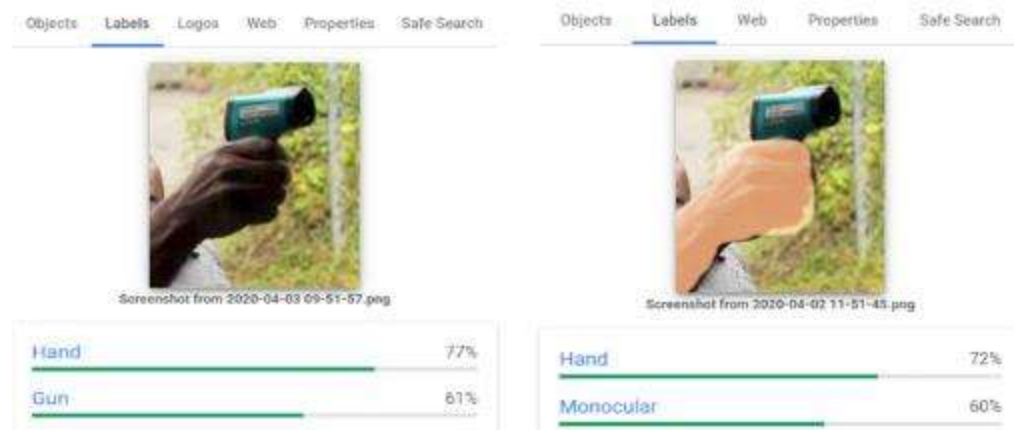 Objects Labels Logos Web Properties Safe Search
Screenshot from 2020-04-03 09-51-57.png
Hand 77%
Gun 61%
Objects Labels Web Properties Safe Search
Screenshot from 2020-04-02 11-51-45.png
Hand 72%
Monocular 60%